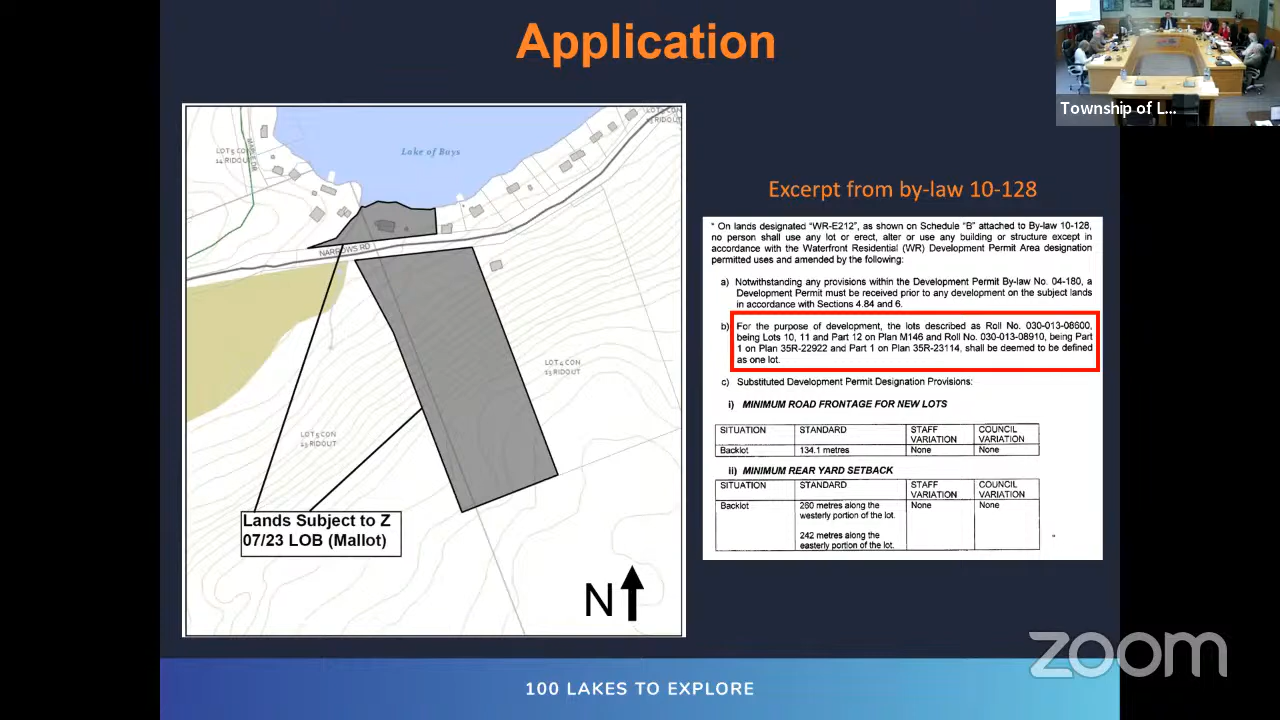 Application
Township of L...
LOT 5 CON
14 RIDOUT
Lake of Bays
13 RIDOUT
NARROWS RD
LOT 4 CON
13 RIDOUT
LOT 5 CON
13 RIDOUT
Lands Subject to Z
07/23 LOB (Mallot)
N
Excerpt from by-law 10-128
" On lands designated "WR-E212", as shown on Schedule "B" attached to By-law 10-128,
no person shall use any lot or erect, alter or use any building or structure except in
accordance with the Waterfront Residential (WR) Development Permit Area designation
permitted uses and amended by the following:
a) Notwithstanding any provisions within the Development Permit By-law No. 04-180, a
Development Permit must be received prior to any development on the subject lands
in accordance with Sections 4.84 and 6.
b) For the purpose of development, the lots described as Roll No. 030-013-08600,
being Lots 10, 11 and Part 12 on Plan M146 and Roll No. 030-013-08910, being Part
1 on Plan 35R-22922 and Part 1 on Plan 35R-23114, shall be deemed to be defined
as one lot.
c) Substituted Development Permit Designation Provisions:
i) MINIMUM ROAD FRONTAGE FOR NEW LOTS
SITUATION STANDARD STAFF VARIATION COUNCIL VARIATION
Backlot 134.1 metres None None
ii) MINIMUM REAR YARD SETBACK
SITUATION STANDARD STAFF VARIATION COUNCIL VARIATION
Backlot 260 metres along the None None
westerly portion of the lot.
242 metres along the
easterly portion of the lot.
zoom
100 LAKES TO EXPLORE